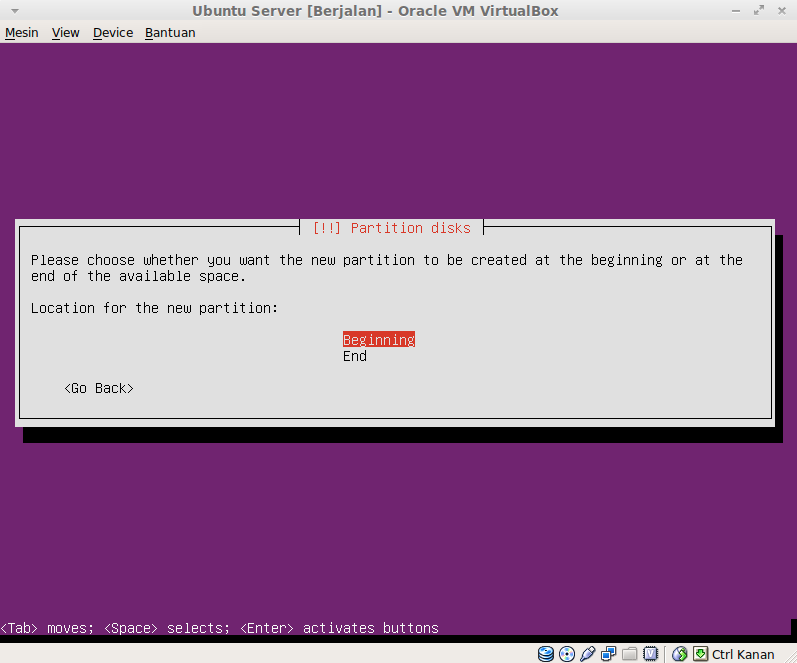 Ubuntu Server [Berjalan] - Oracle VM VirtualBox
Mesin View Device Bantuan
[!!] Partition disks
Please choose whether you want the new partition to be created at the beginning or at the
end of the available space.
Location for the new partition:
Beginning
End
<Go Back>
<Tab> moves; <Space> selects; <Enter> activates buttons
Ctrl Kanan